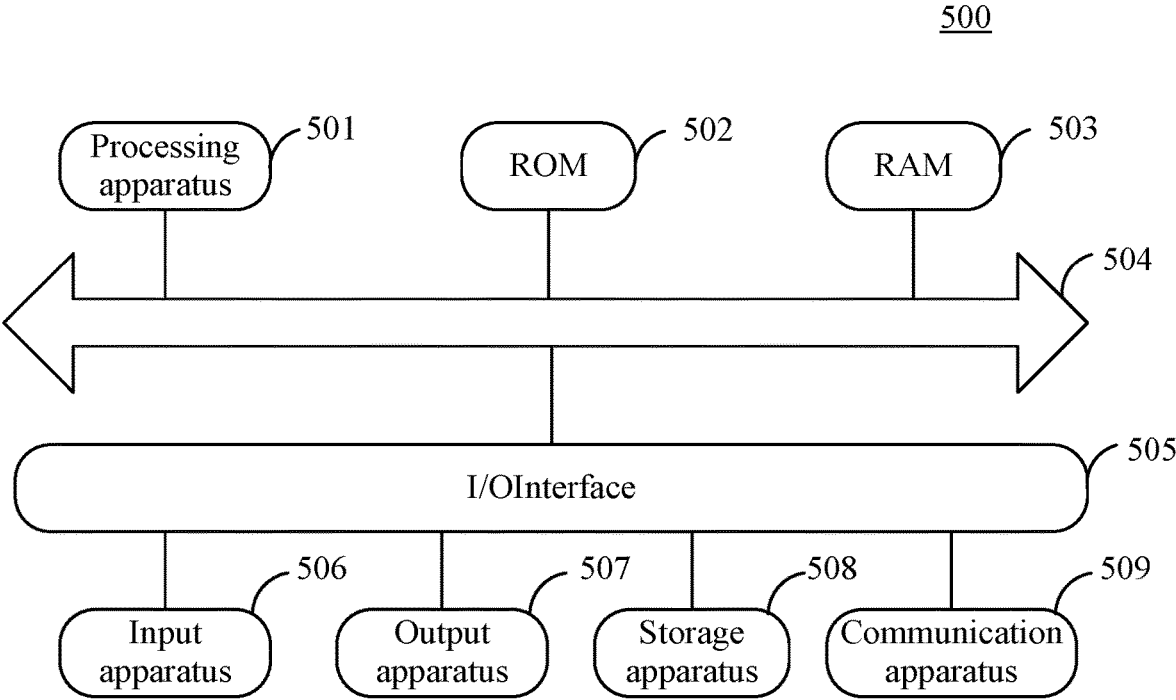 500
Processing
apparatus
501
ROM
502
RAM
503
504
I/OInterface
505
Input
apparatus
506
Output
apparatus
507
Storage
apparatus
508
Communication
apparatus
509